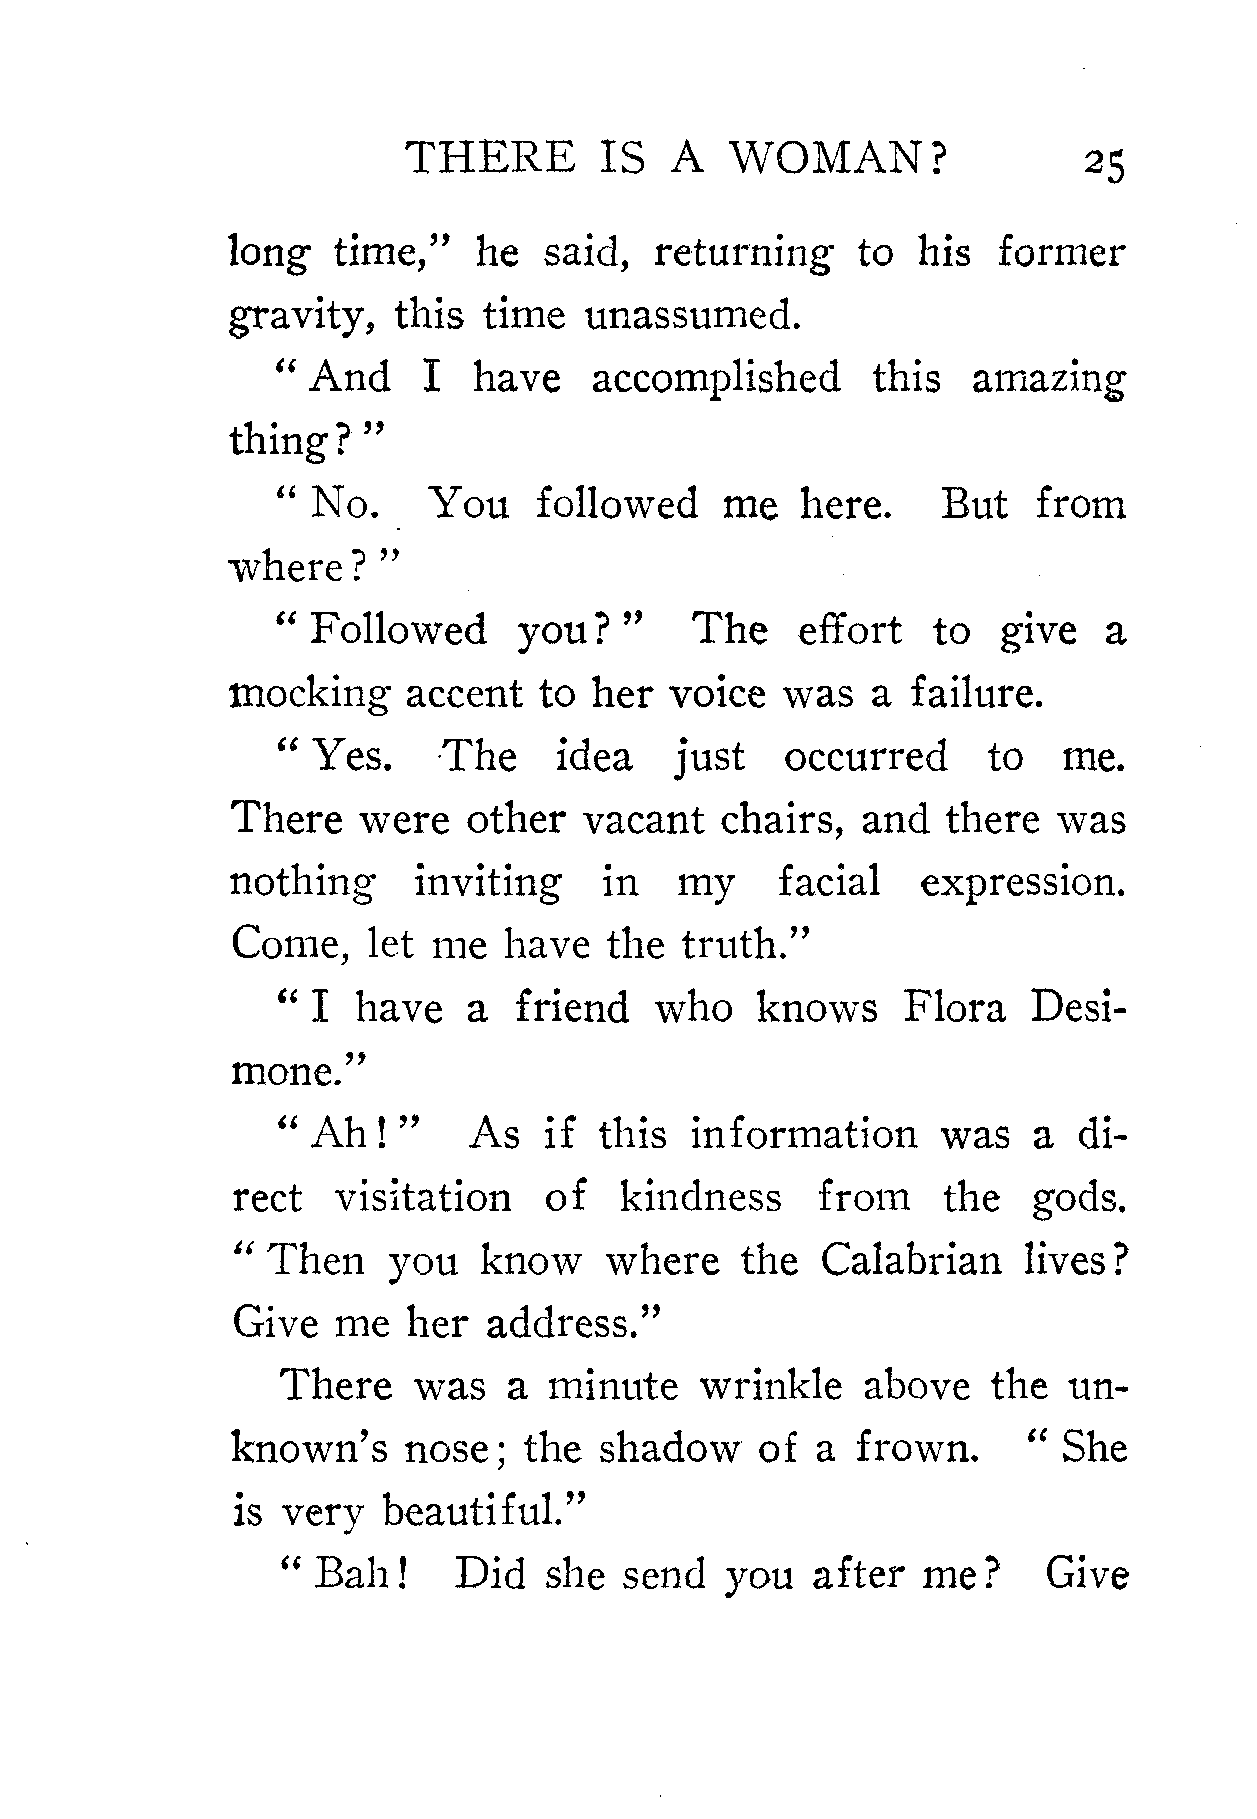 THERE IS A WOMAN? 25
long time," he said, returning to his former
gravity, this time unassumed.
" And I have accomplished this amazing
thing? "
" No. You followed me here. But from
where? "
" Followed you? " The effort to give a
mocking accent to her voice was a failure.
" Yes. The idea just occurred to me.
There were other vacant chairs, and there was
nothing inviting in my facial expression.
Come, let me have the truth."
" I have a friend who knows Flora Desi-
mone."
" Ah! " As if this information was a di-
rect visitation of kindness from the gods.
" Then you know where the Calabrian lives?
Give me her address."
There was a minute wrinkle above the un-
known's nose; the shadow of a frown. " She
is very beautiful."
" Bah! Did she send you after me? Give